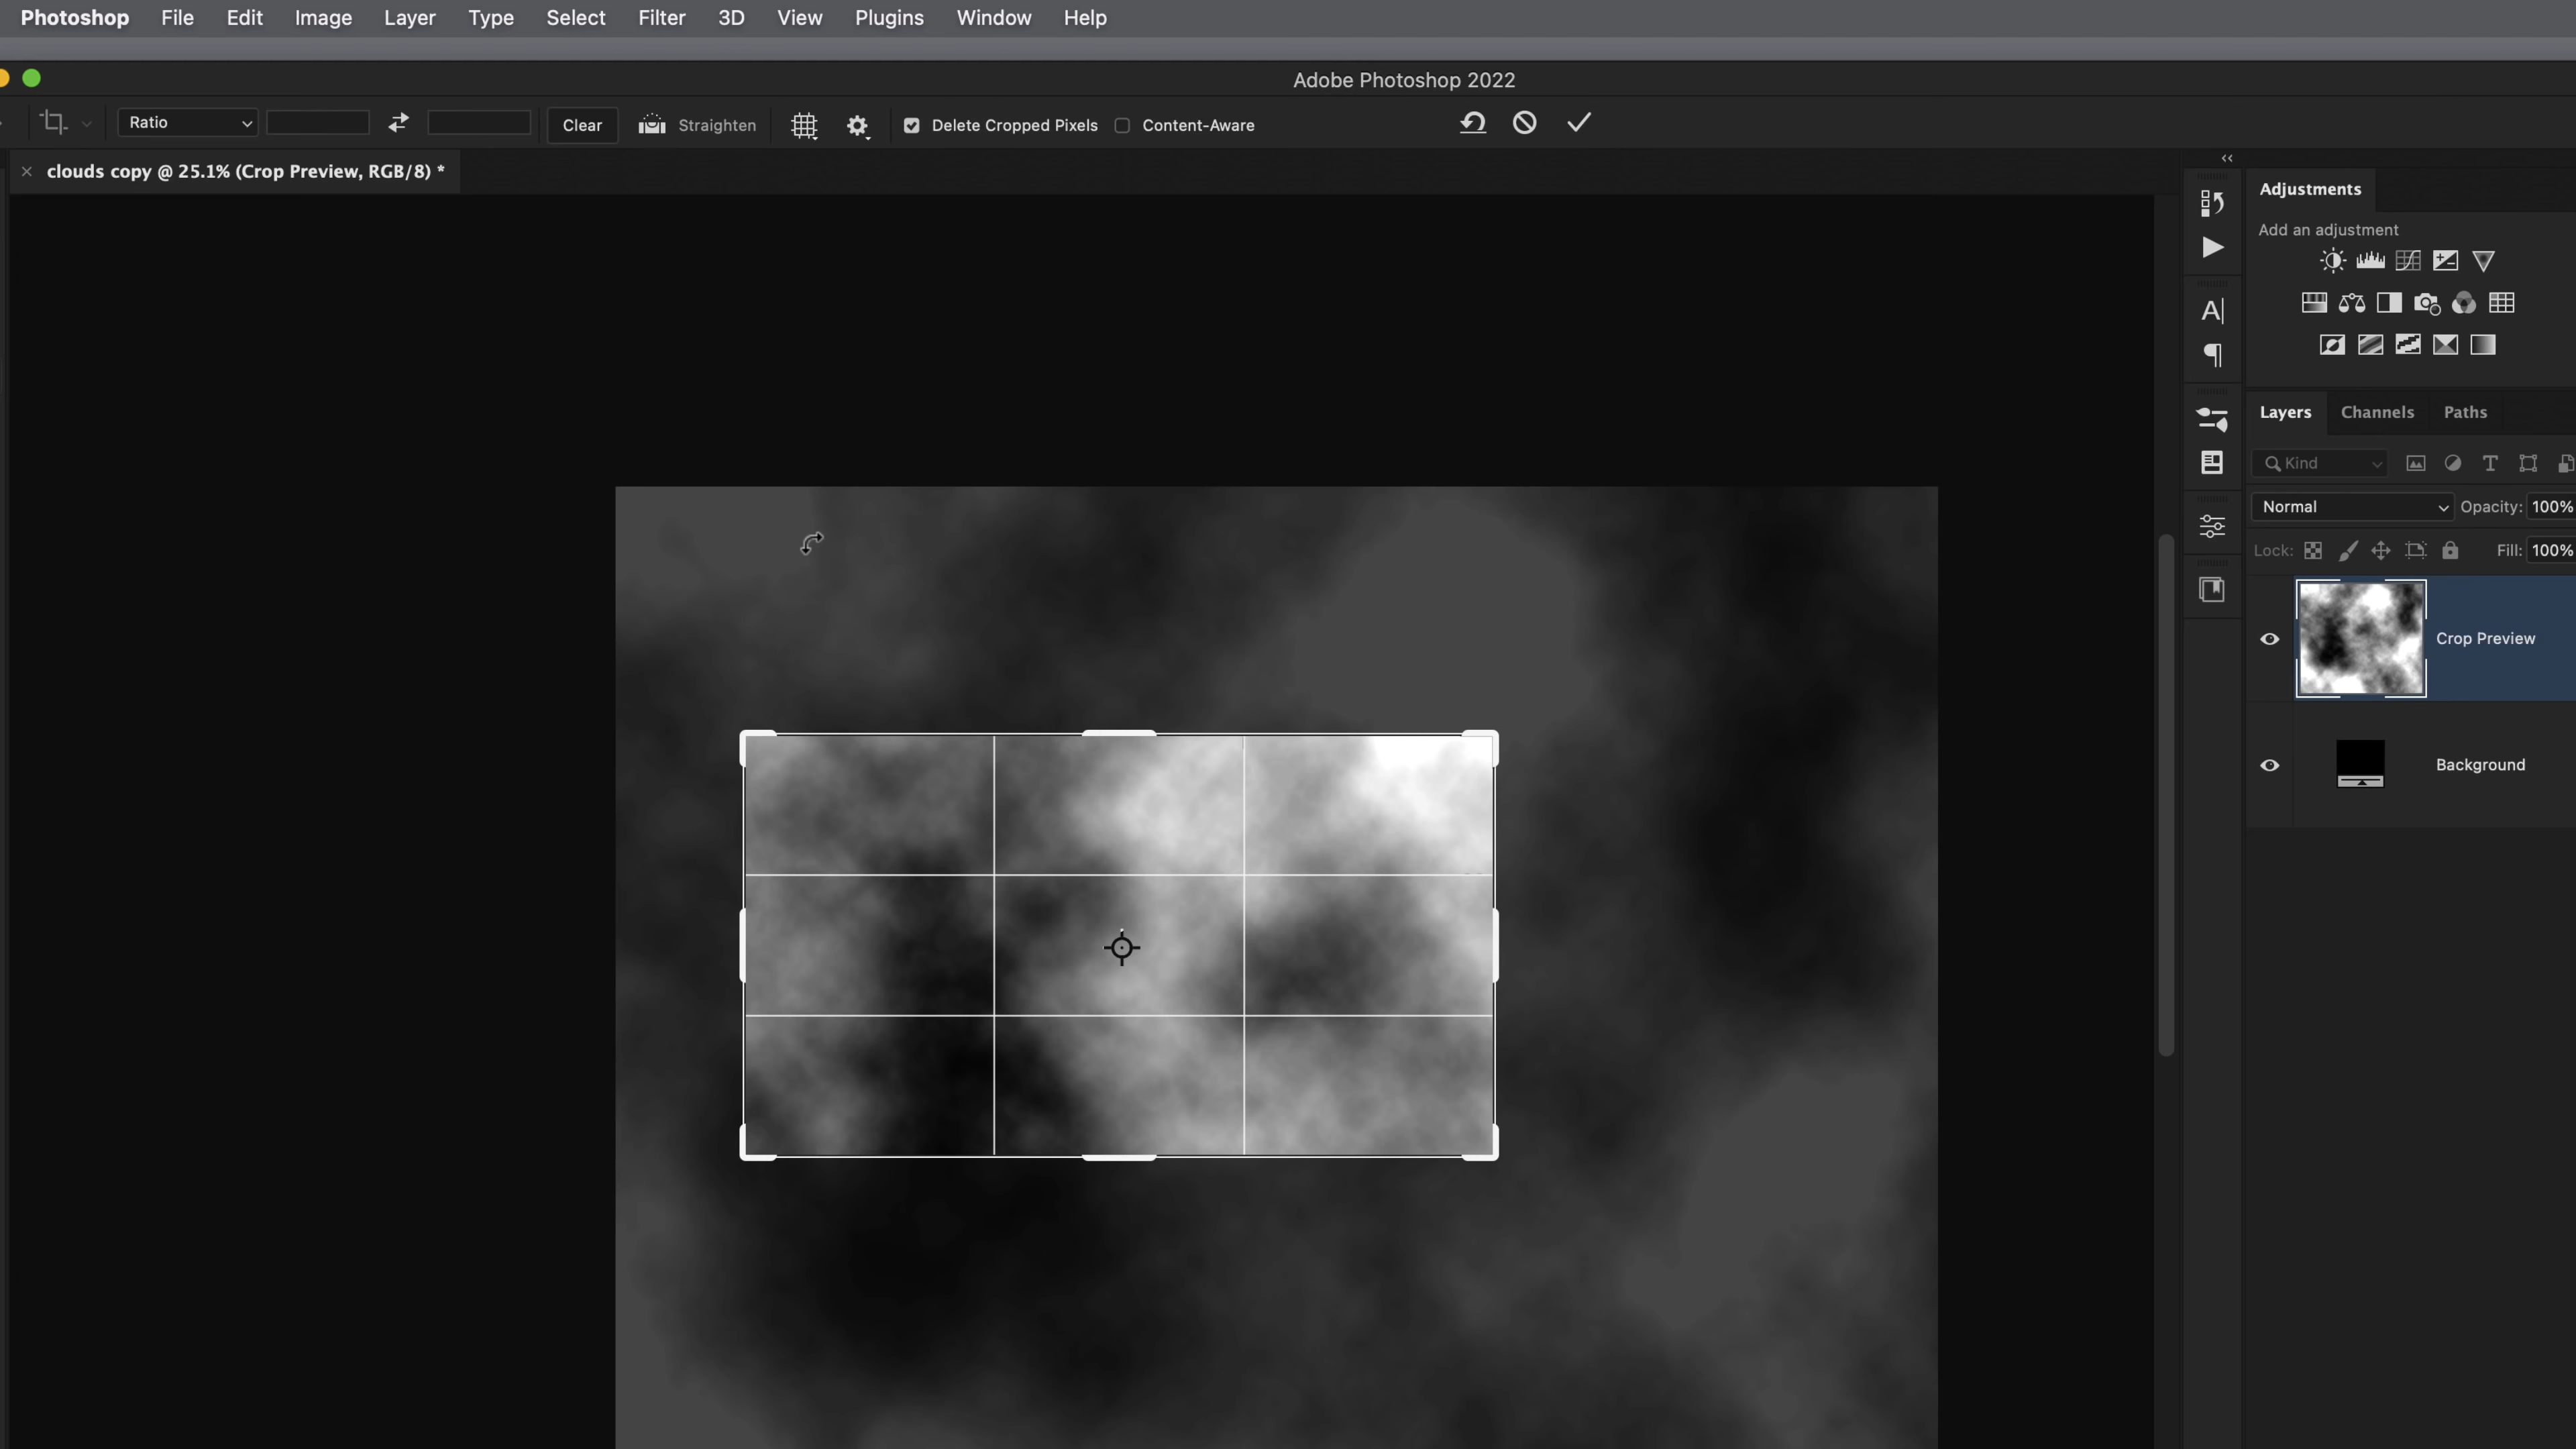 Photoshop File Edit Image Layer Type Select Filter 3D View Plugins Window Help
Adobe Photoshop 2022
Ratio Clear Straighten Delete Cropped Pixels Content-Aware
clouds copy @ 25.1% (Crop Preview, RGB/8) *
Adjustments
Add an adjustment
Layers Channels Paths
Kind
Normal Opacity: 100%
Lock: Fill: 100%
Crop Preview
Background